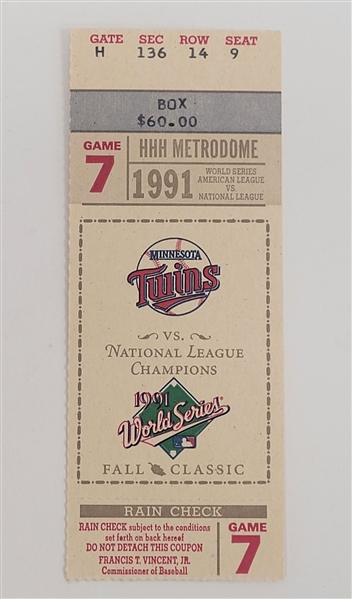 GATE SEC ROW SEAT
H 136 14 9
BOX
$60.00
GAME
7
HHH METRODOME
1991
WORLD SERIES
AMERICAN LEAGUE
VS.
NATIONAL LEAGUE
MINNESOTA
Twins
VS.
NATIONAL LEAGUE
CHAMPIONS
1991
World Series
FALL CLASSIC
RAIN CHECK
RAIN CHECK subject to the conditions
set forth on back hereof
DO NOT DETACH THIS COUPON
FRANCIS T. VINCENT, JR.
Commissioner of Baseball
GAME
7